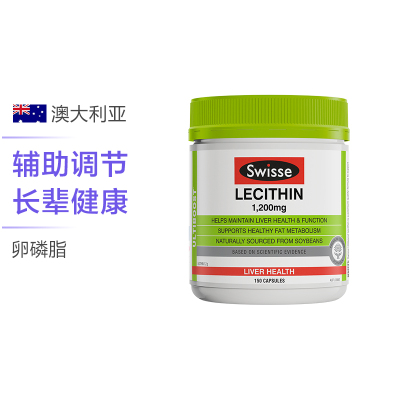 澳大利亚
辅助调节
长辈健康
卵磷脂
Swisse
LECITHIN
1,200mg
HELPS MAINTAIN LIVER HEALTH & FUNCTION
SUPPORTS HEALTHY FAT METABOLISM
NATURALLY SOURCED FROM SOYBEANS
BASED ON SCIENTIFIC EVIDENCE
LIVER HEALTH
150 CAPSULES
ULTIBOOST